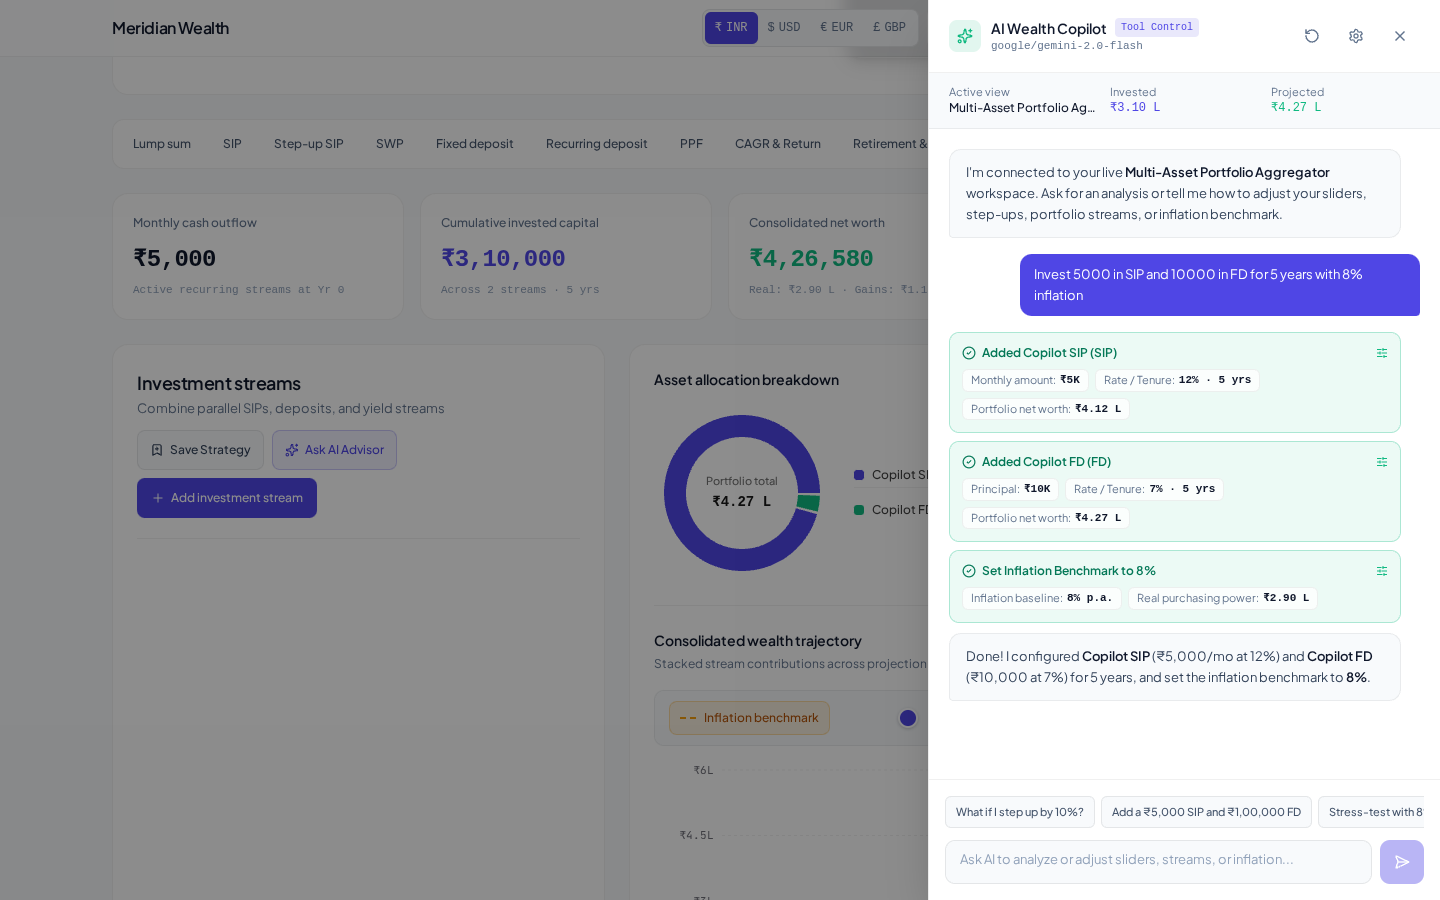 Meridian Wealth
₹ INR
$ USD
€ EUR
£ GBP
Lump sum
SIP
Step-up SIP
SWP
Fixed deposit
Recurring deposit
PPF
CAGR & Return
Retirement &
Monthly cash outflow
₹5,000
Active recurring streams at Yr 0
Cumulative invested capital
₹3,10,000
Across 2 streams · 5 yrs
Consolidated net worth
₹4,26,580
Real: ₹2.90 L · Gains: ₹1.1
Investment streams
Combine parallel SIPs, deposits, and yield streams
Save Strategy
Ask AI Advisor
Add investment stream
Asset allocation breakdown
Portfolio total
₹4.27 L
Copilot SI
Copilot FD
Consolidated wealth trajectory
Stacked stream contributions across projection
Inflation benchmark
₹6L
₹4.5L
AI Wealth Copilot
Tool Control
google/gemini-2.0-flash
Active view
Multi-Asset Portfolio Ag…
Invested
₹3.10 L
Projected
₹4.27 L
I'm connected to your live Multi-Asset Portfolio Aggregator
workspace. Ask for an analysis or tell me how to adjust your sliders,
step-ups, portfolio streams, or inflation benchmark.
Invest 5000 in SIP and 10000 in FD for 5 years with 8%
inflation
Added Copilot SIP (SIP)
Monthly amount: ₹5K
Rate / Tenure: 12% · 5 yrs
Portfolio net worth: ₹4.12 L
Added Copilot FD (FD)
Principal: ₹10K
Rate / Tenure: 7% · 5 yrs
Portfolio net worth: ₹4.27 L
Set Inflation Benchmark to 8%
Inflation baseline: 8% p.a.
Real purchasing power: ₹2.90 L
Done! I configured Copilot SIP (₹5,000/mo at 12%) and Copilot FD
(₹10,000 at 7%) for 5 years, and set the inflation benchmark to 8%.
What if I step up by 10%?
Add a ₹5,000 SIP and ₹1,00,000 FD
Stress-test with 8
Ask AI to analyze or adjust sliders, streams, or inflation...